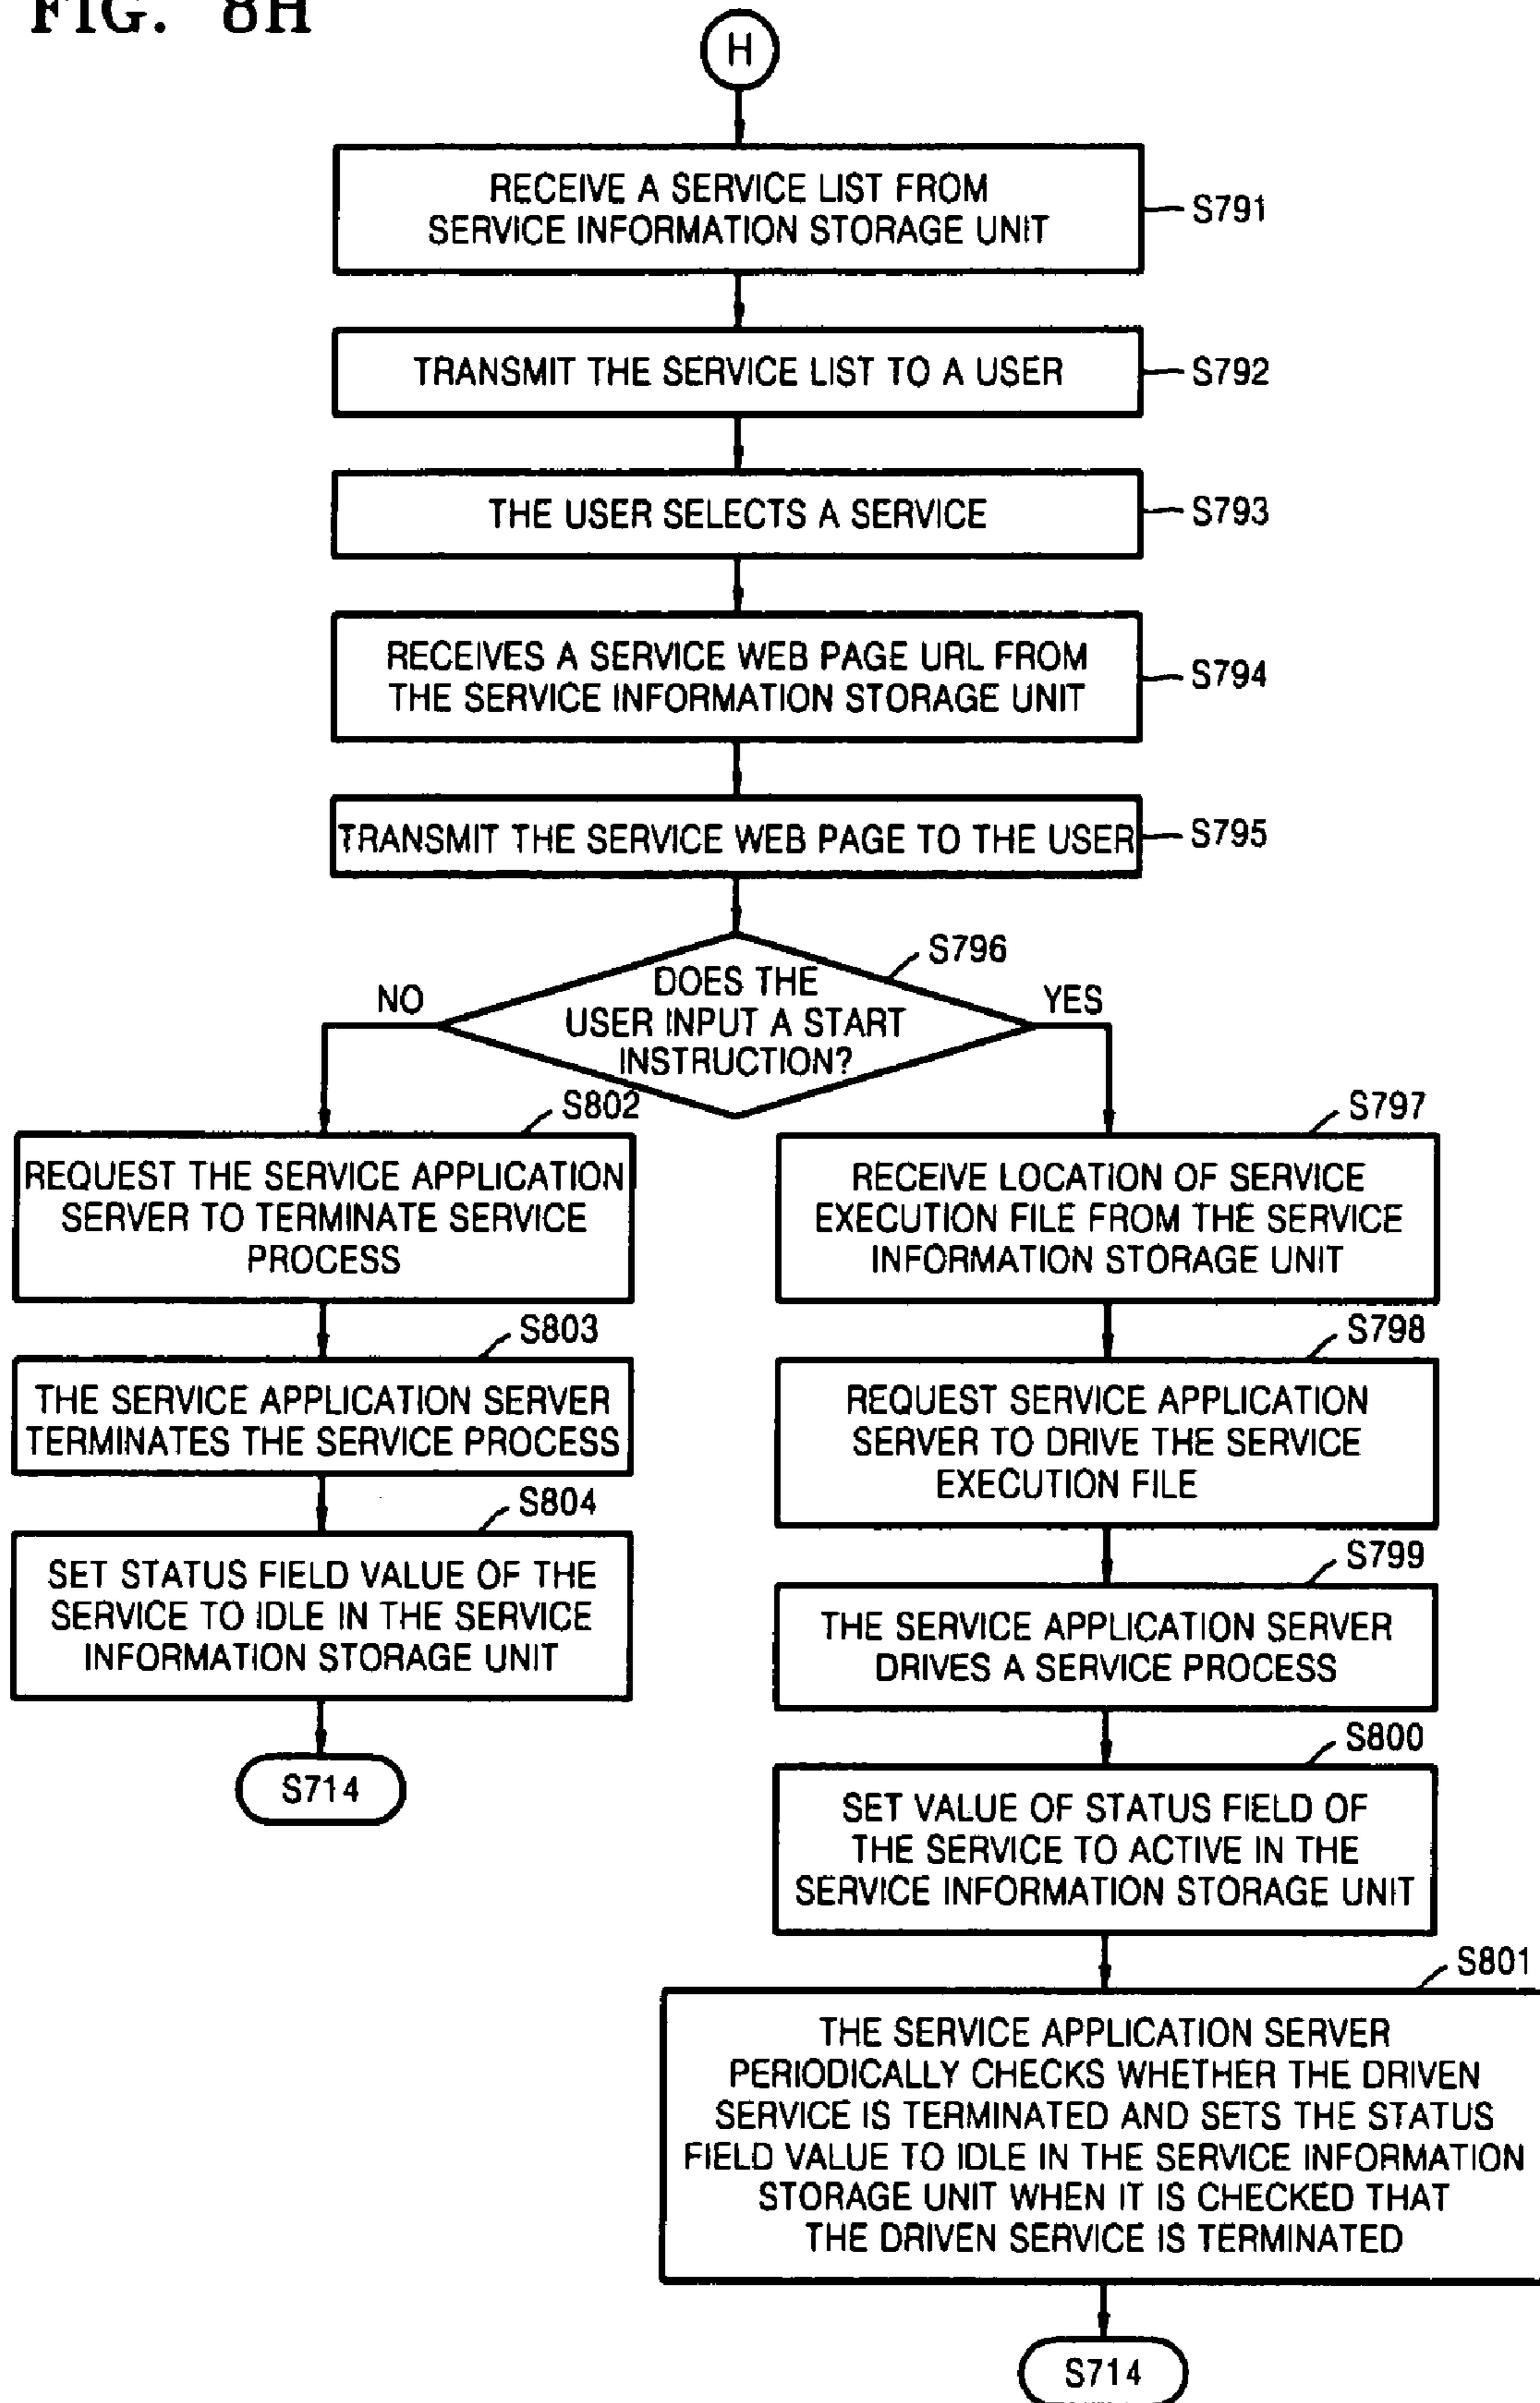 FIG. 8H
H
RECEIVE A SERVICE LIST FROM
SERVICE INFORMATION STORAGE UNIT
S791
TRANSMIT THE SERVICE LIST TO A USER
S792
THE USER SELECTS A SERVICE
S793
RECEIVES A SERVICE WEB PAGE URL FROM
THE SERVICE INFORMATION STORAGE UNIT
S794
TRANSMIT THE SERVICE WEB PAGE TO THE USER
S795
S796
DOES THE
USER INPUT A START
INSTRUCTION?
NO
YES
S802
REQUEST THE SERVICE APPLICATION
SERVER TO TERMINATE SERVICE
PROCESS
S803
THE SERVICE APPLICATION SERVER
TERMINATES THE SERVICE PROCESS
S804
SET STATUS FIELD VALUE OF THE
SERVICE TO IDLE IN THE SERVICE
INFORMATION STORAGE UNIT
S714
S797
RECEIVE LOCATION OF SERVICE
EXECUTION FILE FROM THE SERVICE
INFORMATION STORAGE UNIT
S798
REQUEST SERVICE APPLICATION
SERVER TO DRIVE THE SERVICE
EXECUTION FILE
S799
THE SERVICE APPLICATION SERVER
DRIVES A SERVICE PROCESS
S800
SET VALUE OF STATUS FIELD OF
THE SERVICE TO ACTIVE IN THE
SERVICE INFORMATION STORAGE UNIT
S801
THE SERVICE APPLICATION SERVER
PERIODICALLY CHECKS WHETHER THE DRIVEN
SERVICE IS TERMINATED AND SETS THE STATUS
FIELD VALUE TO IDLE IN THE SERVICE INFORMATION
STORAGE UNIT WHEN IT IS CHECKED THAT
THE DRIVEN SERVICE IS TERMINATED
S714